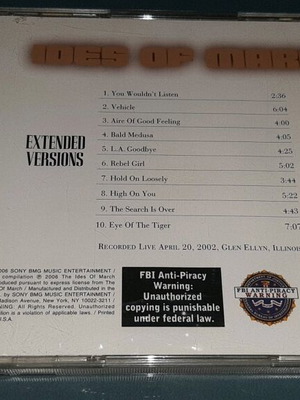 IDES OF MAR
EXTENDED
VERSIONS
1. You Wouldn't Listen 2:36
2. Vehicle 6:04
3. Aire Of Good Feeling 4:00
4. Bald Medusa 4:05
5. L.A. Goodbye 4:25
6. Rebel Girl 5:02
7. Hold On Loosely 3:44
8. High On You 5:22
9. The Search Is Over 4:43
10. Eye Of The Tiger 7:07
Recorded Live April 20, 2002, Glen Ellyn, Illinoi
2006 SONY BMG MUSIC ENTERTAINMENT /
compilation ℗ 2006 The Ides Of March
oduced pursuant to express license from The
Of March / Manufactured and Distributed in the
by SONY BMG MUSIC ENTERTAINMENT /
Madison Avenue, New York, NY 10022-3211
NING: All Rights Reserved. Unauthorized
ation is a violation of applicable laws. / Printed
U.S.A.
FBI Anti-Piracy
Warning:
Unauthorized
copying is punishable
under federal law.
FBI ANTI-PIRACY
WARNING